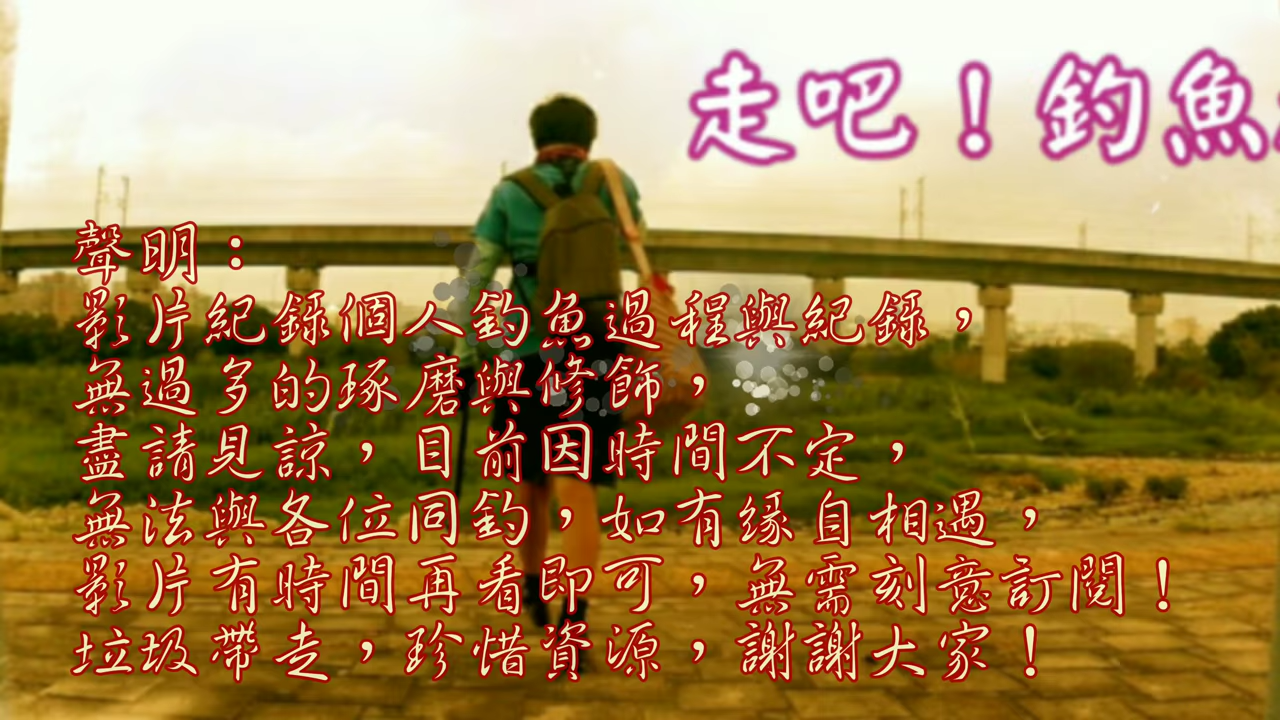 走吧！釣魚
聲明：
影片紀錄個人釣魚過程與紀錄，
無過多的琢磨與修飾，
盡請見諒，目前因時間不定，
無法與各位同釣，如有緣自相遇，
影片有時間再看即可，無需刻意訂閱！
垃圾帶走，珍惜資源，謝謝大家！